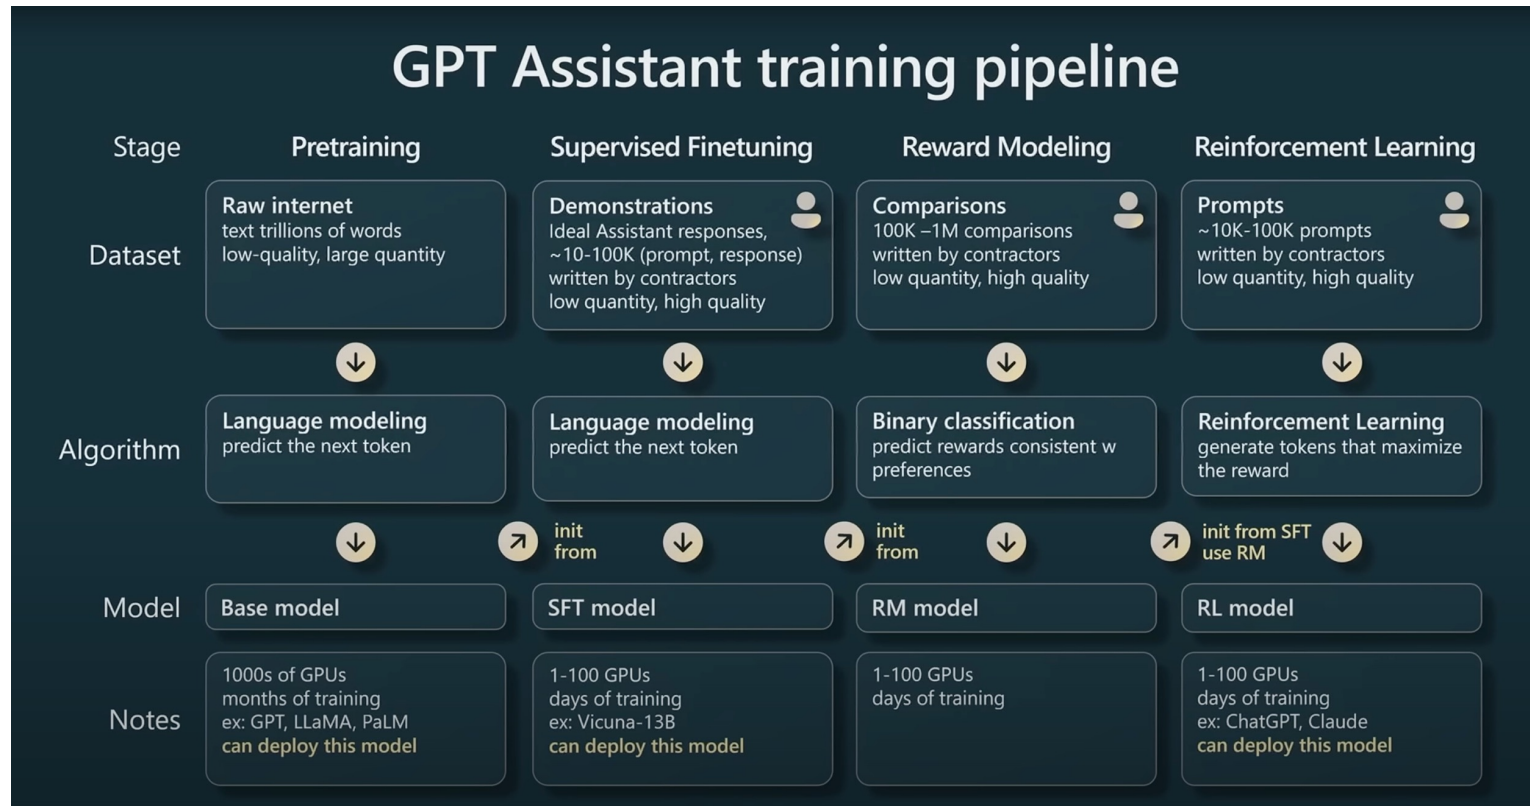 GPT Assistant training pipeline
Stage
Pretraining
Supervised Finetuning
Reward Modeling
Reinforcement Learning
Dataset
Raw internet
text trillions of words
low-quality, large quantity
Demonstrations
Ideal Assistant responses,
~10-100K (prompt, response)
written by contractors
low quantity, high quality
Comparisons
100K –1M comparisons
written by contractors
low quantity, high quality
Prompts
~10K-100K prompts
written by contractors
low quantity, high quality
Algorithm
Language modeling
predict the next token
Language modeling
predict the next token
Binary classification
predict rewards consistent w
preferences
Reinforcement Learning
generate tokens that maximize
the reward
init
from
init
from
init from SFT
use RM
Model
Base model
SFT model
RM model
RL model
Notes
1000s of GPUs
months of training
ex: GPT, LLaMA, PaLM
can deploy this model
1-100 GPUs
days of training
ex: Vicuna-13B
can deploy this model
1-100 GPUs
days of training
1-100 GPUs
days of training
ex: ChatGPT, Claude
can deploy this model